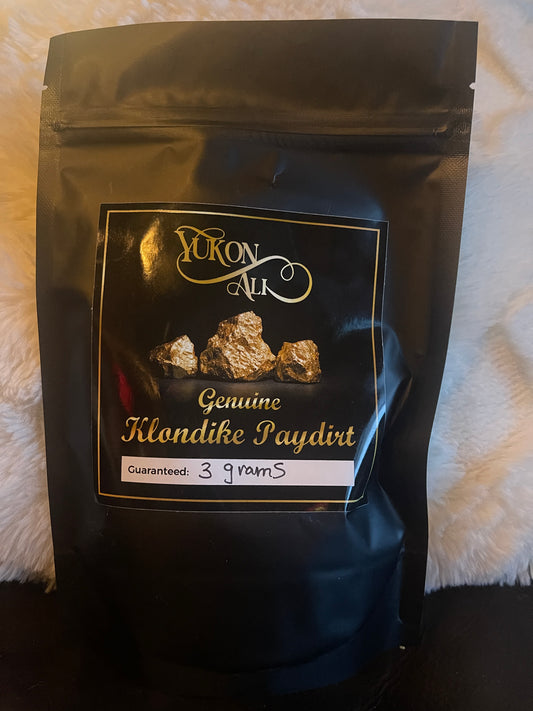 YUKON
ALI
Genuine
Klondike Paydirt
Guaranteed: 3 grams